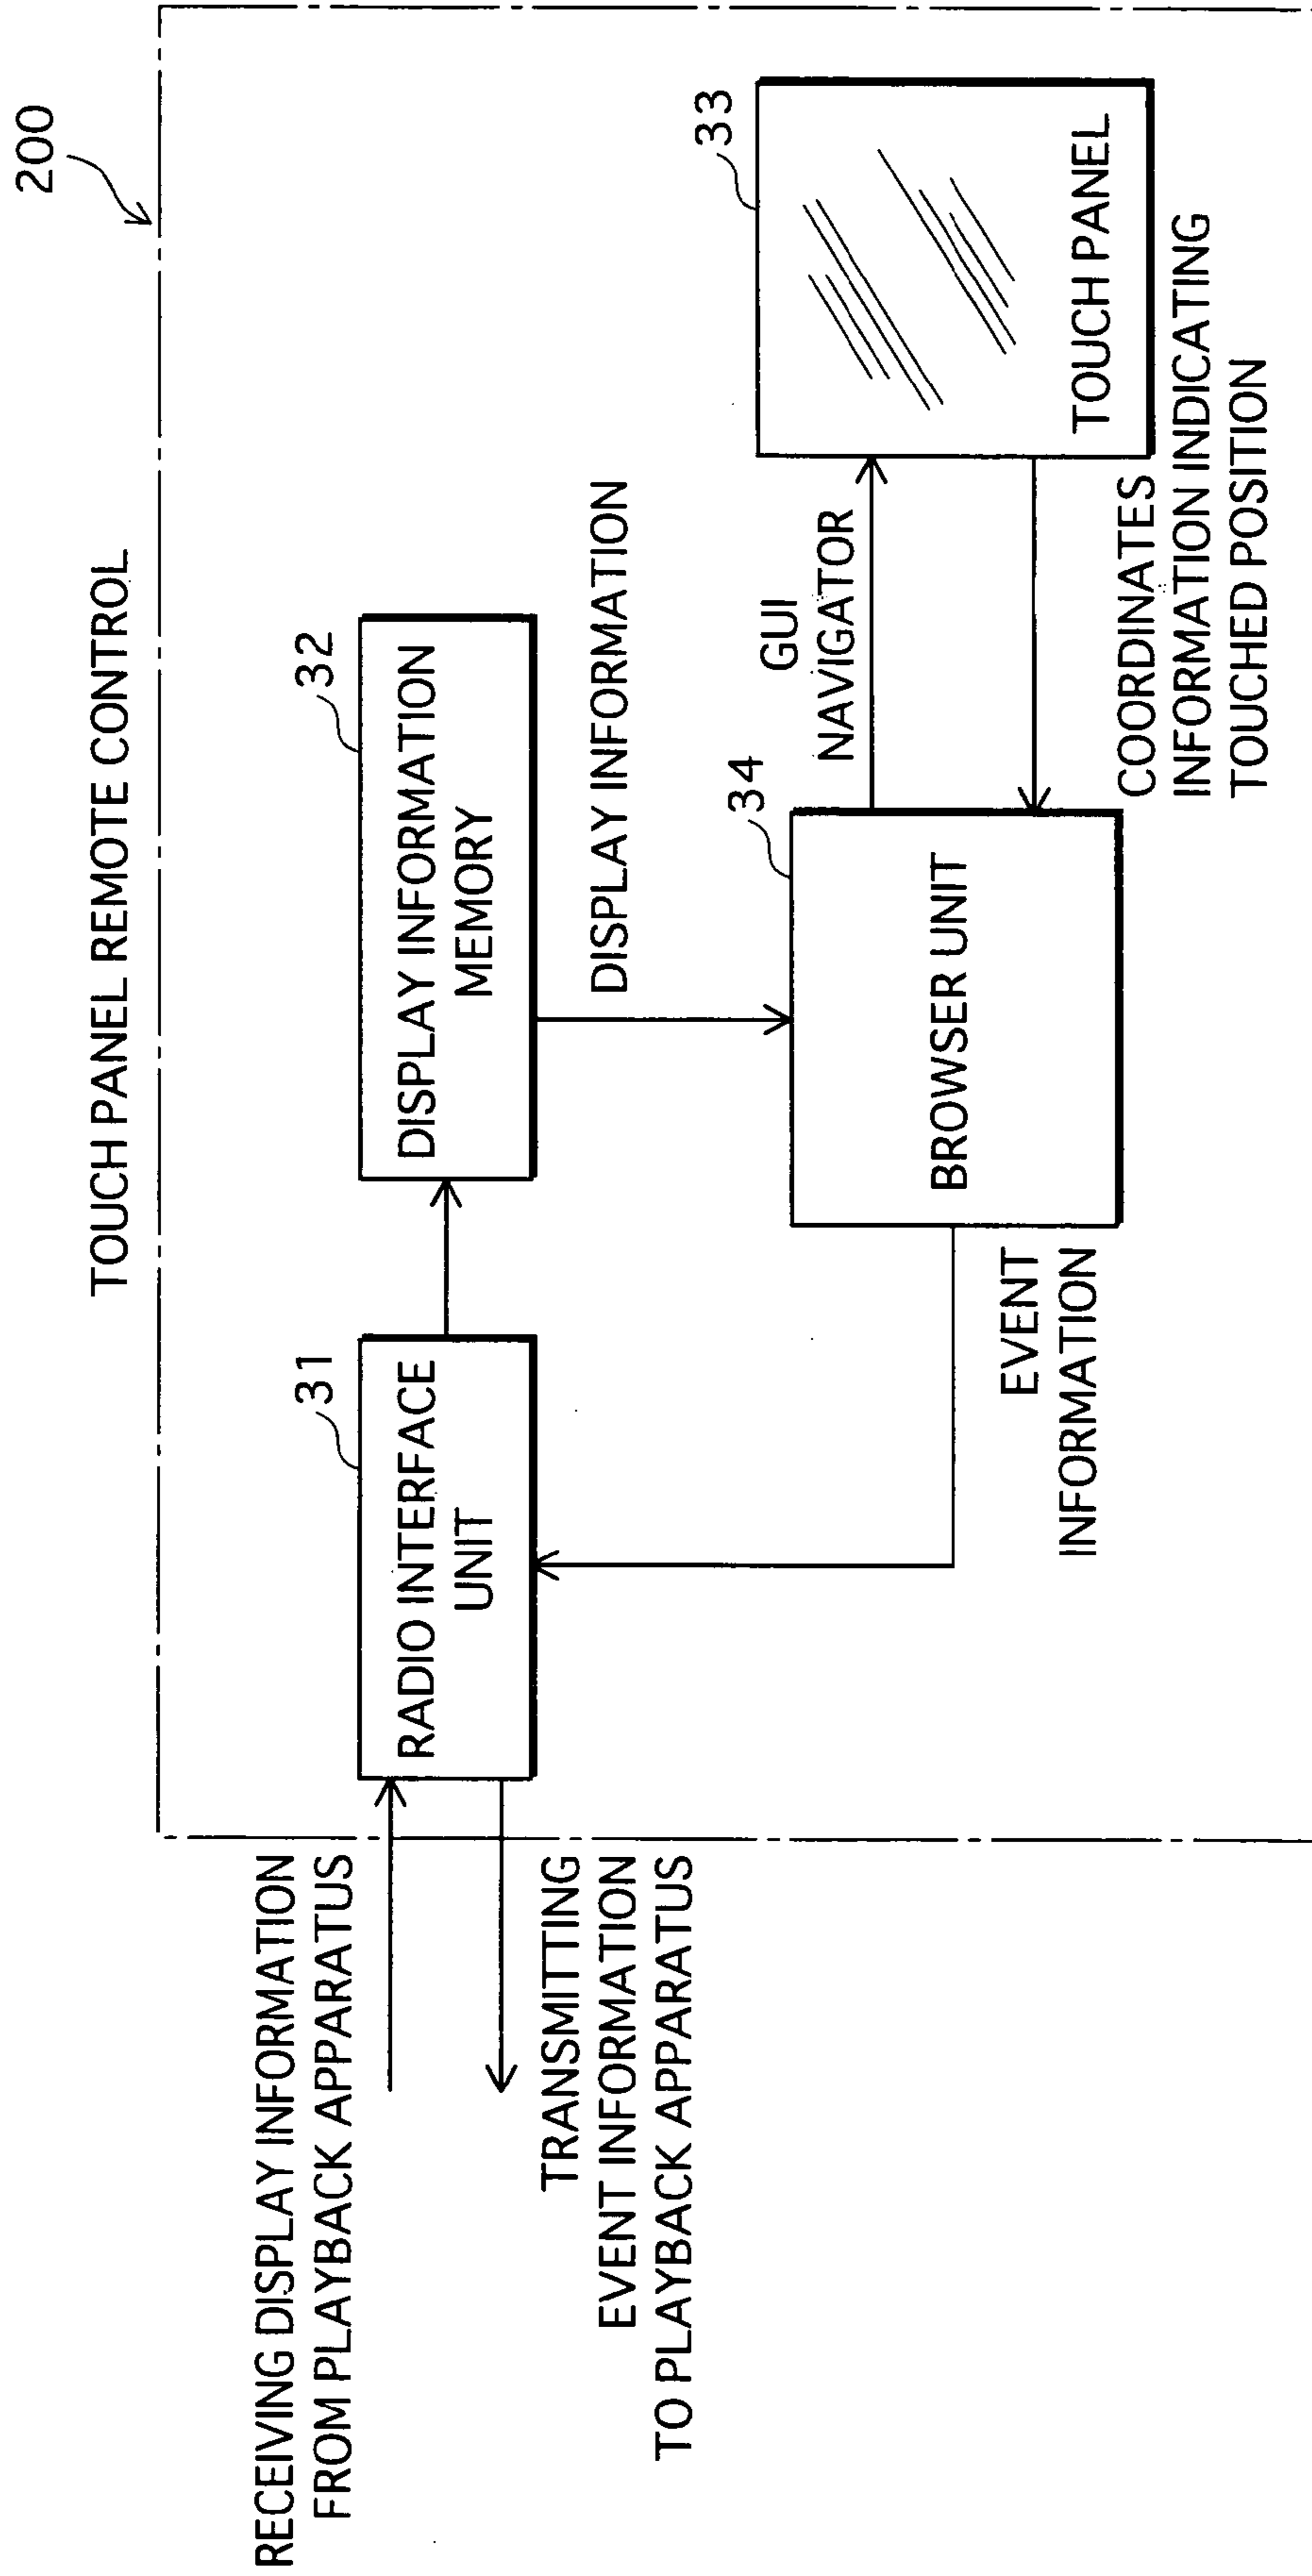 200
TOUCH PANEL REMOTE CONTROL
RECEIVING DISPLAY INFORMATION
FROM PLAYBACK APPARATUS
31
RADIO INTERFACE
UNIT
32
DISPLAY INFORMATION
MEMORY
TRANSMITTING
EVENT INFORMATION
TO PLAYBACK APPARATUS
DISPLAY INFORMATION
33
TOUCH PANEL
34
BROWSER UNIT
GUI
NAVIGATOR
EVENT
INFORMATION
COORDINATES
INFORMATION INDICATING
TOUCHED POSITION